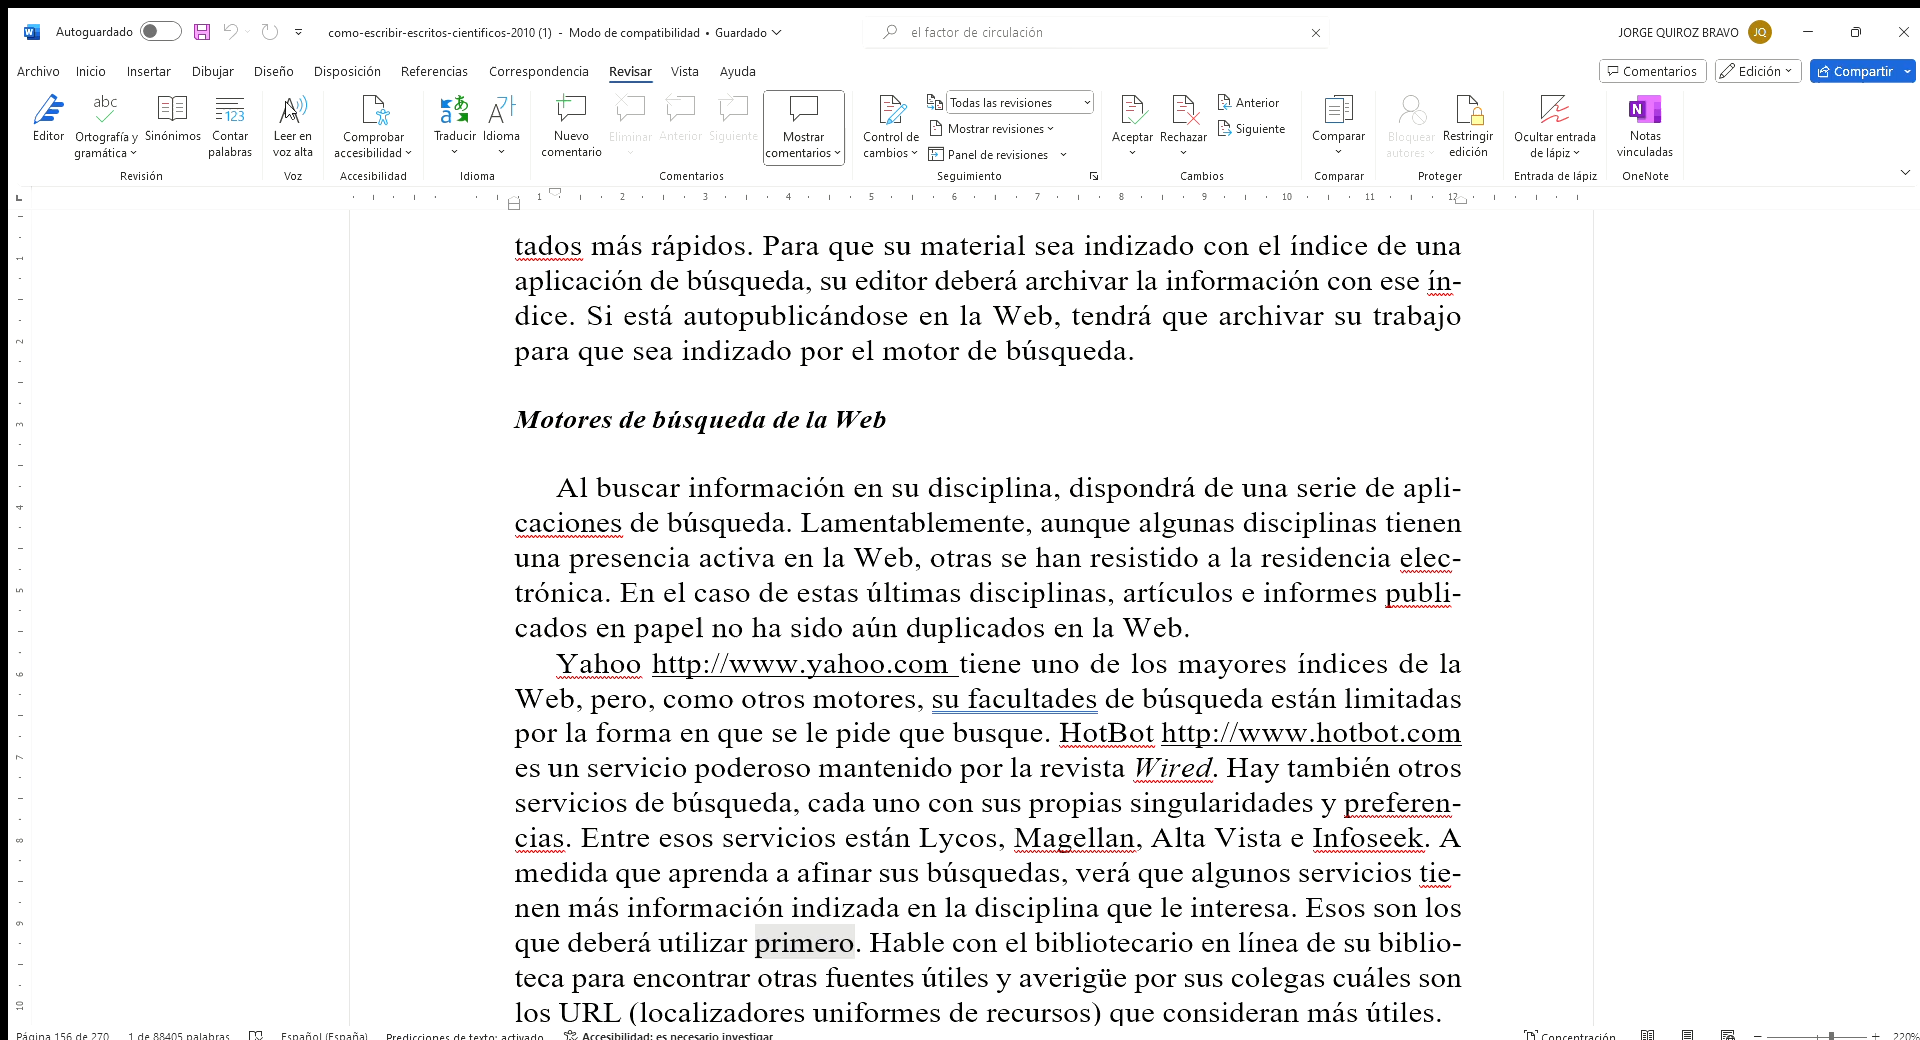 Autoguardado
como-escribir-escritos-cientificos-2010 (1) - Modo de compatibilidad • Guardado
el factor de circulación
JORGE QUIROZ BRAVO JQ
Archivo Inicio Insertar Dibujar Diseño Disposición Referencias Correspondencia Revisar Vista Ayuda
Comentarios Edición Compartir
Editor
Ortografía y
gramática
Sinónimos
Contar
palabras
Revisión
Leer en
voz alta
Voz
Comprobar
accesibilidad
Accesibilidad
Traducir
Idioma
Idioma
Nuevo
comentario
Eliminar
Anterior
Siguiente
Mostrar
comentarios
Comentarios
Control de
cambios
Todas las revisiones
Mostrar revisiones
Panel de revisiones
Seguimiento
Aceptar
Rechazar
Anterior
Siguiente
Cambios
Comparar
Comparar
Bloquear
autores
Restringir
edición
Proteger
Ocultar entrada
de lápiz
Entrada de lápiz
Notas
vinculadas
OneNote
1 2 3 4 5 6 7 8 9 10 11 12
tados más rápidos. Para que su material sea indizado con el índice de una
aplicación de búsqueda, su editor deberá archivar la información con ese ín-
dice. Si está autopublicándose en la Web, tendrá que archivar su trabajo
para que sea indizado por el motor de búsqueda.
Motores de búsqueda de la Web
Al buscar información en su disciplina, dispondrá de una serie de apli-
caciones de búsqueda. Lamentablemente, aunque algunas disciplinas tienen
una presencia activa en la Web, otras se han resistido a la residencia elec-
trónica. En el caso de estas últimas disciplinas, artículos e informes publi-
cados en papel no ha sido aún duplicados en la Web.
Yahoo http://www.yahoo.com tiene uno de los mayores índices de la
Web, pero, como otros motores, su facultades de búsqueda están limitadas
por la forma en que se le pide que busque. HotBot http://www.hotbot.com
es un servicio poderoso mantenido por la revista Wired. Hay también otros
servicios de búsqueda, cada uno con sus propias singularidades y preferen-
cias. Entre esos servicios están Lycos, Magellan, Alta Vista e Infoseek. A
medida que aprenda a afinar sus búsquedas, verá que algunos servicios tie-
nen más información indizada en la disciplina que le interesa. Esos son los
que deberá utilizar primero. Hable con el bibliotecario en línea de su biblio-
teca para encontrar otras fuentes útiles y averigüe por sus colegas cuáles son
los URL (localizadores uniformes de recursos) que consideran más útiles.
Página 156 de 270 1 de 88405 palabras Español (España) Predicciones de texto: activado Accesibilidad: es necesario investigar
Concentración 220%